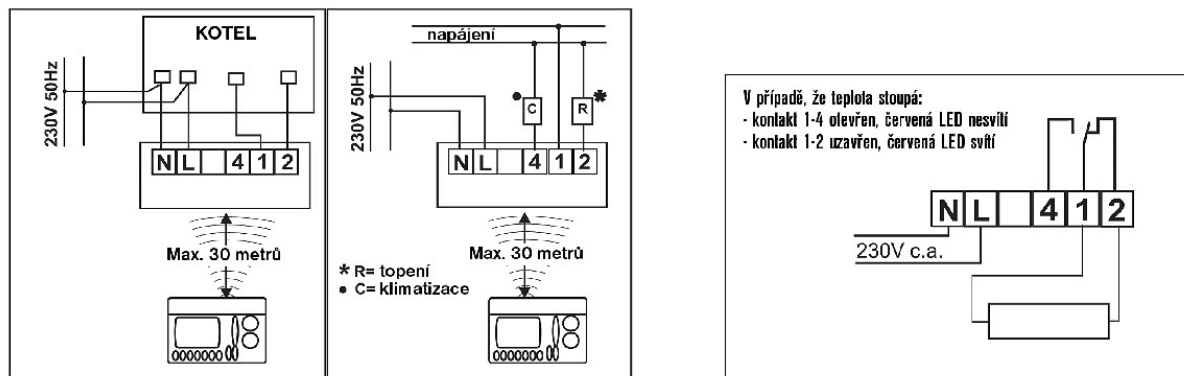 KOTEL
230V 50Hz
N L 4 1 2
Max. 30 metrů
napájení
230V 50Hz
C R *
N L 4 1 2
Max. 30 metrů
* R= topení
• C= klimatizace
V případě, že teplota stoupá:
- kontakt 1-4 otevřen, červená LED nesvítí
- kontakt 1-2 uzavřen, červená LED svítí
N L 4 1 2
230V c.a.